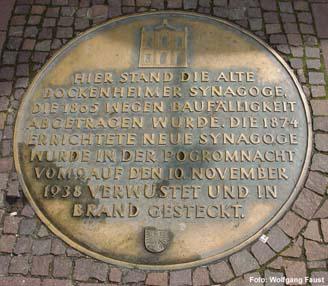 HIER STAND DIE ALTE
BOCKENHEIMER SYNAGOGE,
DIE 1865 WEGEN BAUFÄLLIGKEIT
ABGETRAGEN WURDE. DIE 1874
ERRICHTETE NEUE SYNAGOGE
WURDE IN DER POGROMNACHT
VOM 9. AUF DEN 10. NOVEMBER
1938 VERWÜSTET UND IN
BRAND GESTECKT.
Foto: Wolfgang Faust